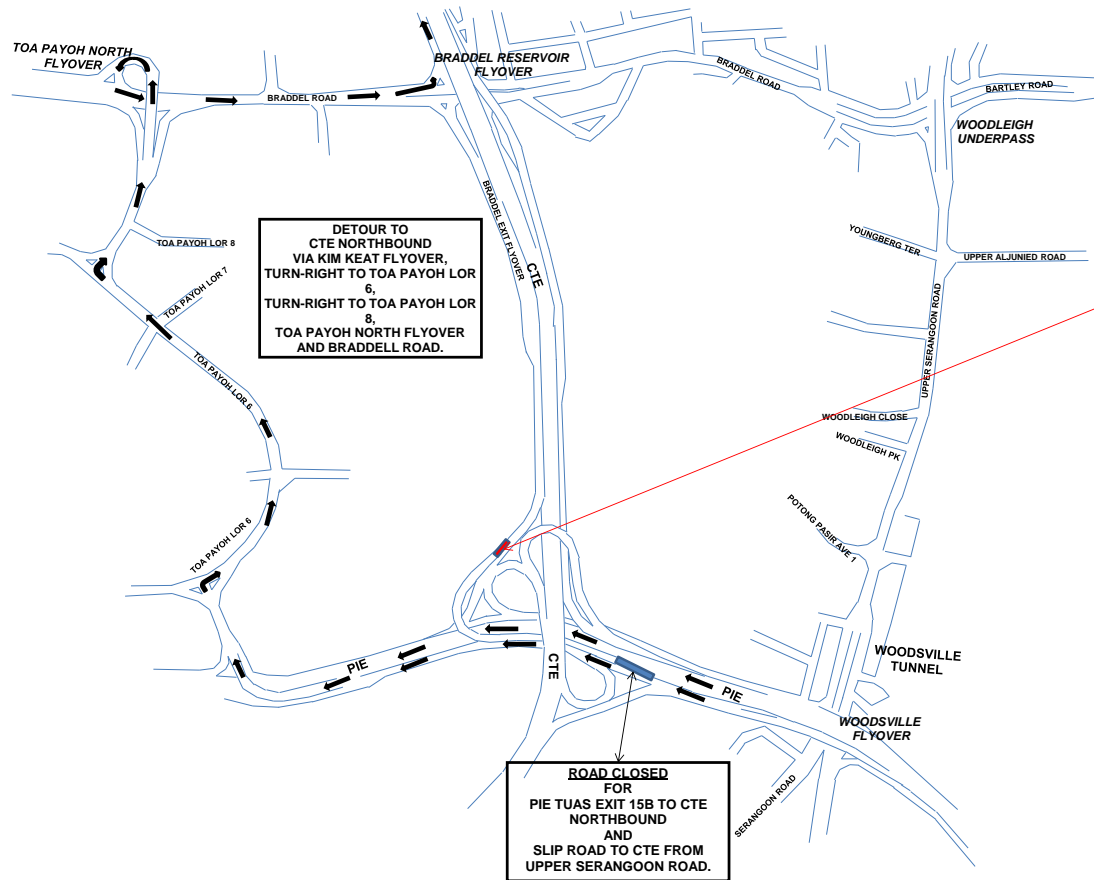 TOA PAYOH NORTH
FLYOVER
BRADDEL RESERVOIR
FLYOVER
BRADDEL ROAD
BRADDEL ROAD
BARTLEY ROAD
WOODLEIGH
UNDERPASS
BRADDEL EXIT FLYOVER
CTE
TOA PAYOH LOR 8
TOA PAYOH LOR 7
DETOUR TO
CTE NORTHBOUND
VIA KIM KEAT FLYOVER,
TURN-RIGHT TO TOA PAYOH LOR
6,
TURN-RIGHT TO TOA PAYOH LOR
8,
TOA PAYOH NORTH FLYOVER
AND BRADDELL ROAD.
YOUNGBERG TER
UPPER ALJUNIED ROAD
UPPER SERANGOON ROAD
TOA PAYOH LOR 6
WOODLEIGH CLOSE
WOODLEIGH PK
POTONG PASIR AVE 1
TOA PAYOH LOR 6
PIE
CTE
PIE
WOODSVILLE
TUNNEL
WOODSVILLE
FLYOVER
SERANGOON ROAD
ROAD CLOSED
FOR
PIE TUAS EXIT 15B TO CTE
NORTHBOUND
AND
SLIP ROAD TO CTE FROM
UPPER SERANGOON ROAD.